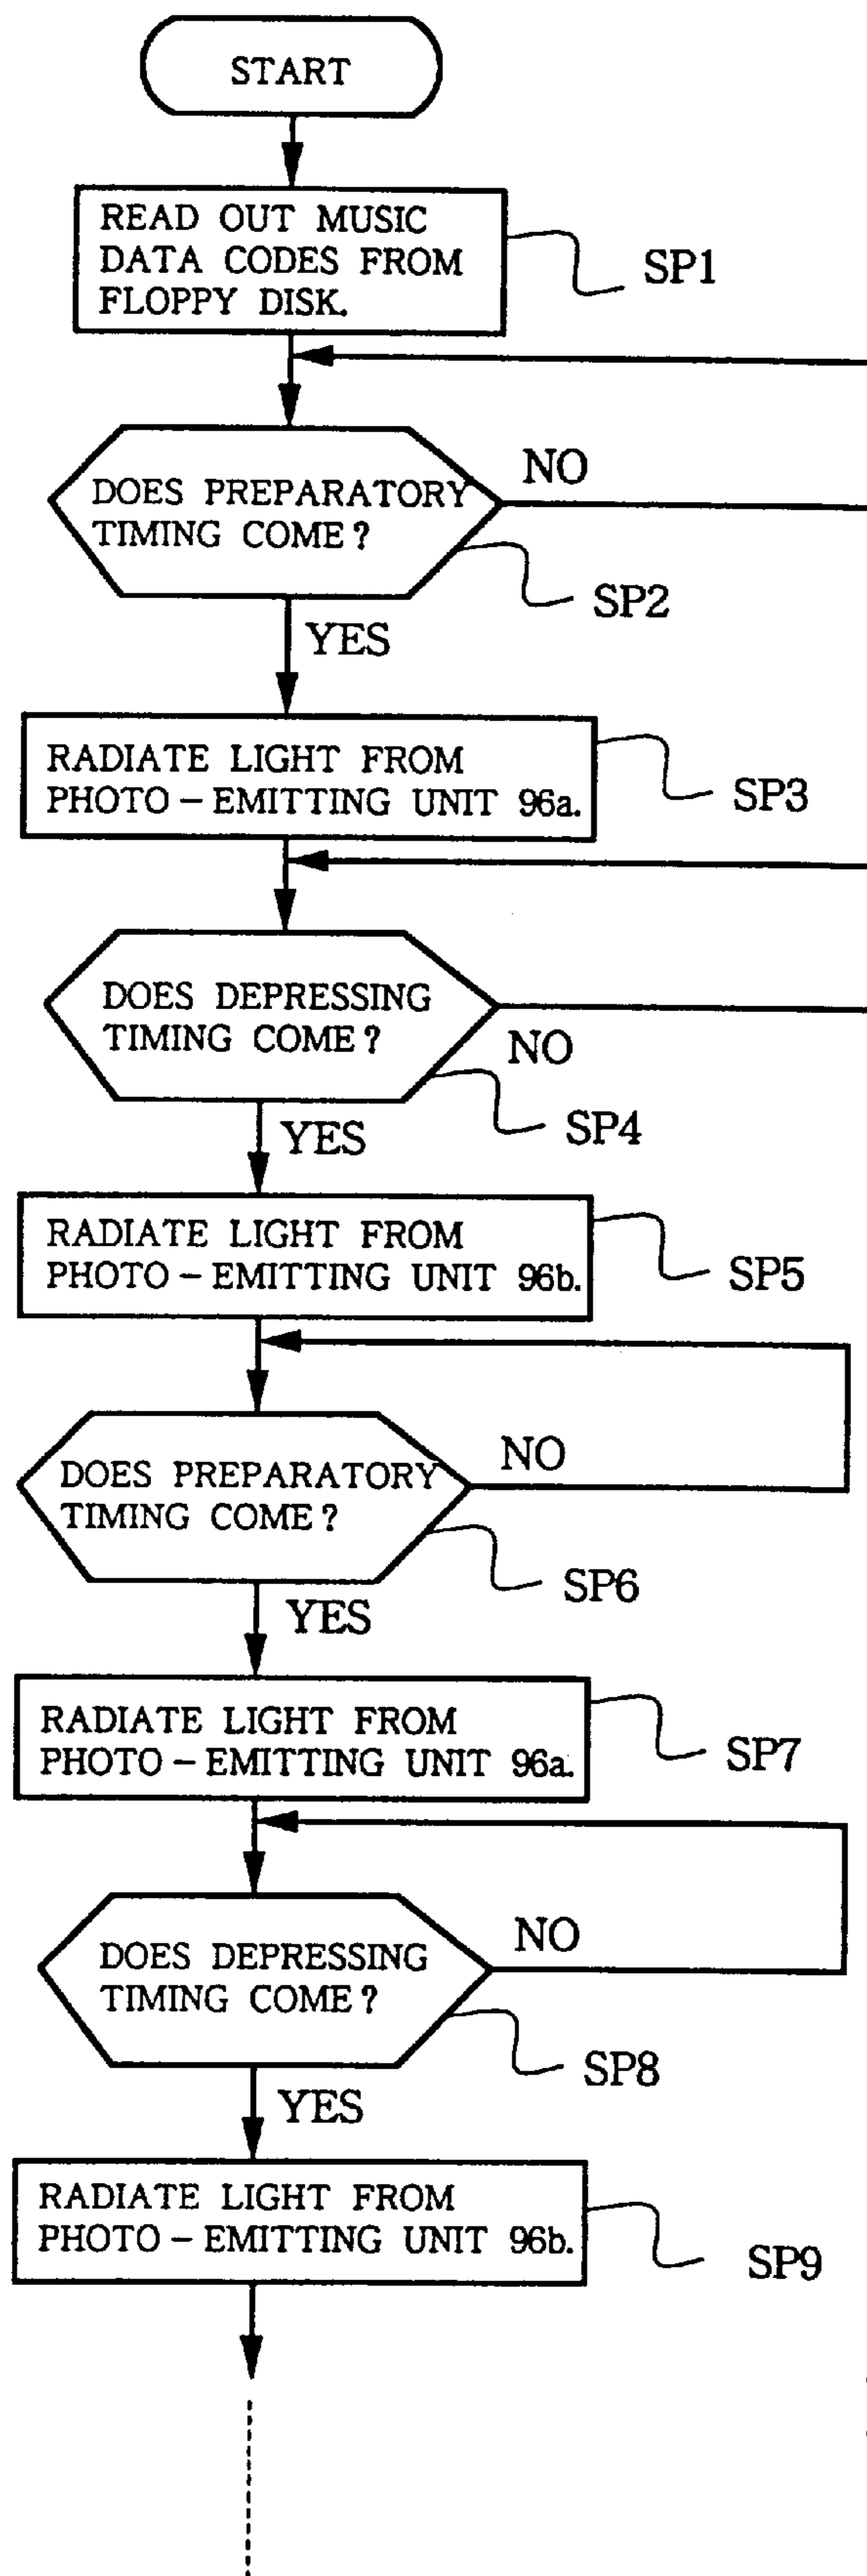 START
READ OUT MUSIC
DATA CODES FROM
FLOPPY DISK.
SP1
DOES PREPARATORY
TIMING COME?
NO
SP2
YES
RADIATE LIGHT FROM
PHOTO-EMITTING UNIT 96a.
SP3
DOES DEPRESSING
TIMING COME?
NO
SP4
YES
RADIATE LIGHT FROM
PHOTO-EMITTING UNIT 96b.
SP5
DOES PREPARATORY
TIMING COME?
NO
SP6
YES
RADIATE LIGHT FROM
PHOTO-EMITTING UNIT 96a.
SP7
DOES DEPRESSING
TIMING COME?
NO
SP8
YES
RADIATE LIGHT FROM
PHOTO-EMITTING UNIT 96b.
SP9